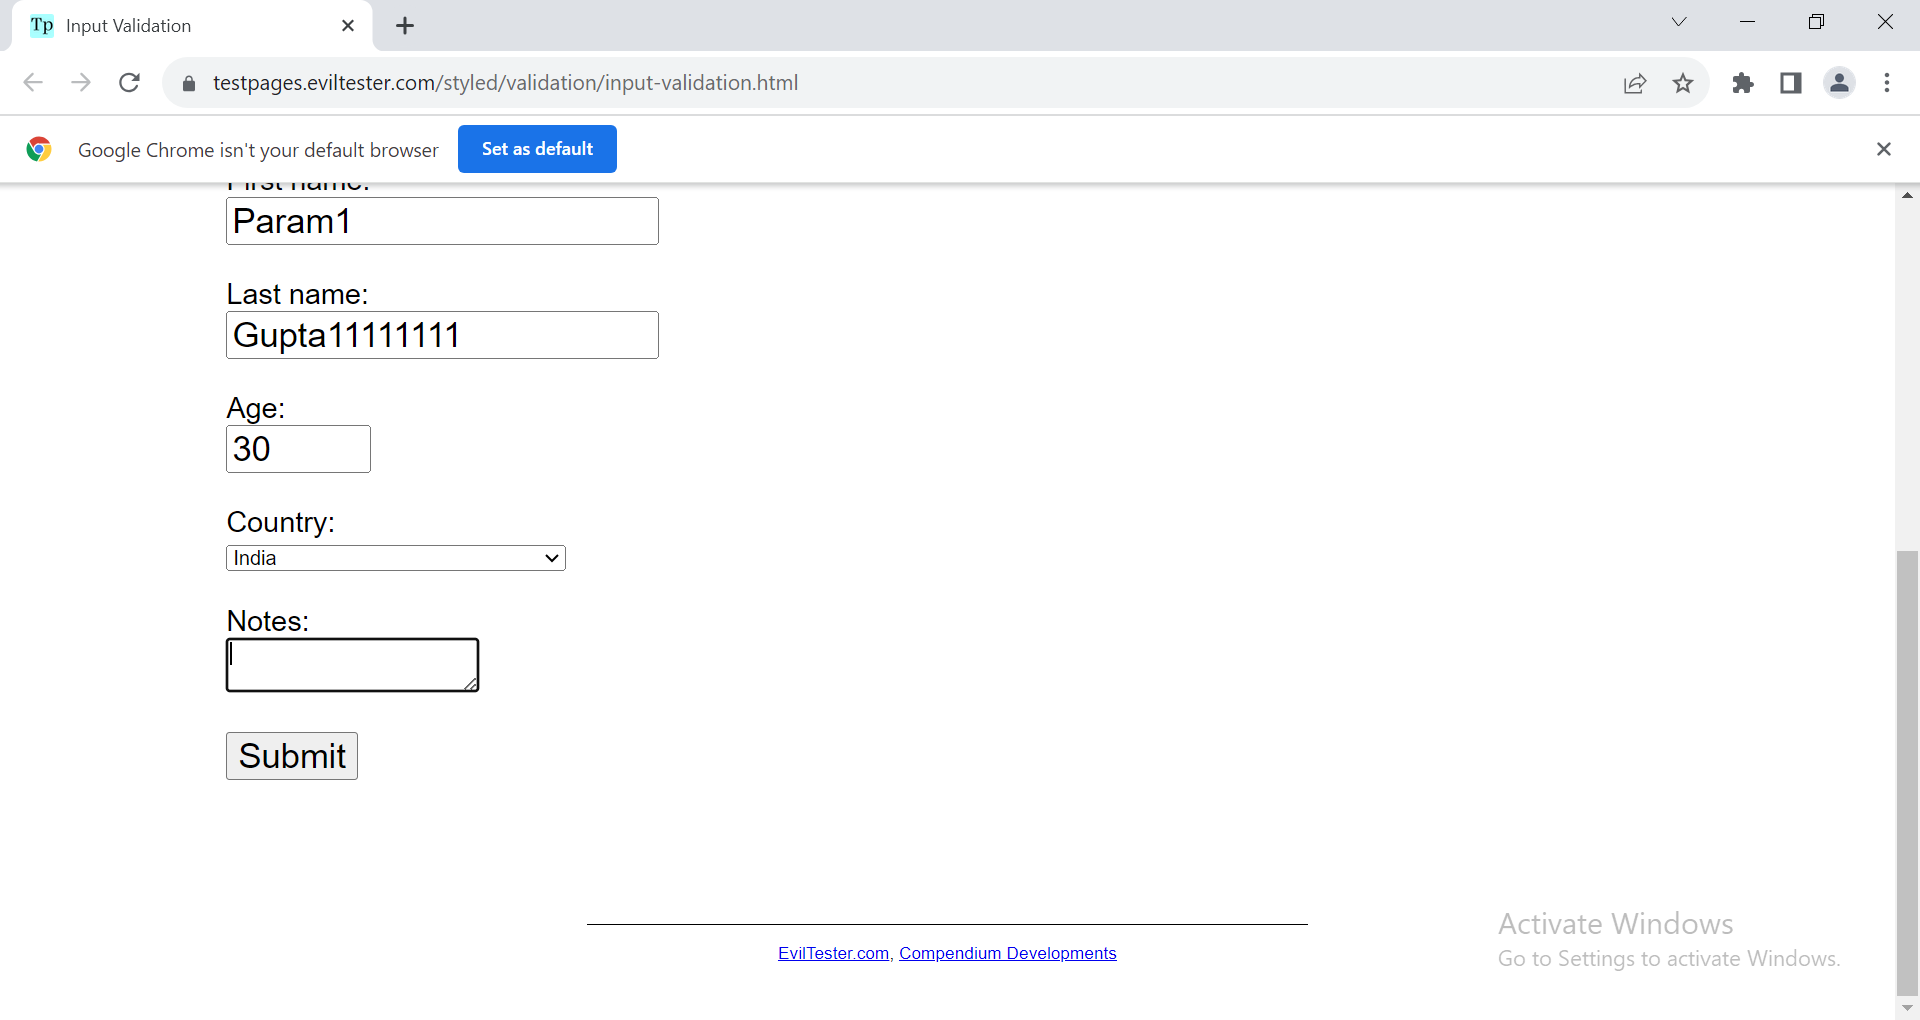 Tp Input Validation
testpages.eviltester.com/styled/validation/input-validation.html
Google Chrome isn't your default browser Set as default
First name:
Param1
Last name:
Gupta11111111
Age:
30
Country:
India
Notes:
Submit
EvilTester.com, Compendium Developments
Activate Windows
Go to Settings to activate Windows.